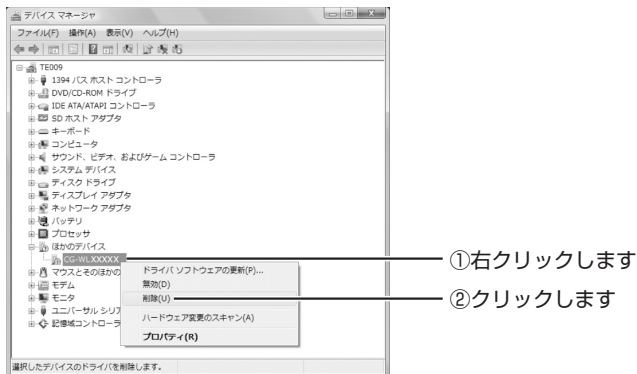 デバイス マネージャ
ファイル(F) 操作(A) 表示(V) ヘルプ(H)
TE009
1394 バス ホスト コントローラ
DVD/CD-ROM ドライブ
IDE ATA/ATAPI コントローラ
SD ホスト アダプタ
キーボード
コンピュータ
サウンド、ビデオ、およびゲーム コントローラ
システム デバイス
ディスク ドライブ
ディスプレイ アダプタ
ネットワーク アダプタ
バッテリ
プロセッサ
ほかのデバイス
CG-WLXXXXX
①右クリックします
マウスとそのほかの
ドライバ ソフトウェアの更新(P)...
モデム
無効(D)
モニタ
削除(U)
②クリックします
ユニバーサル シリア
ハードウェア変更のスキャン(A)
記憶域コントローラ
プロパティ(R)
選択したデバイスのドライバを削除します。